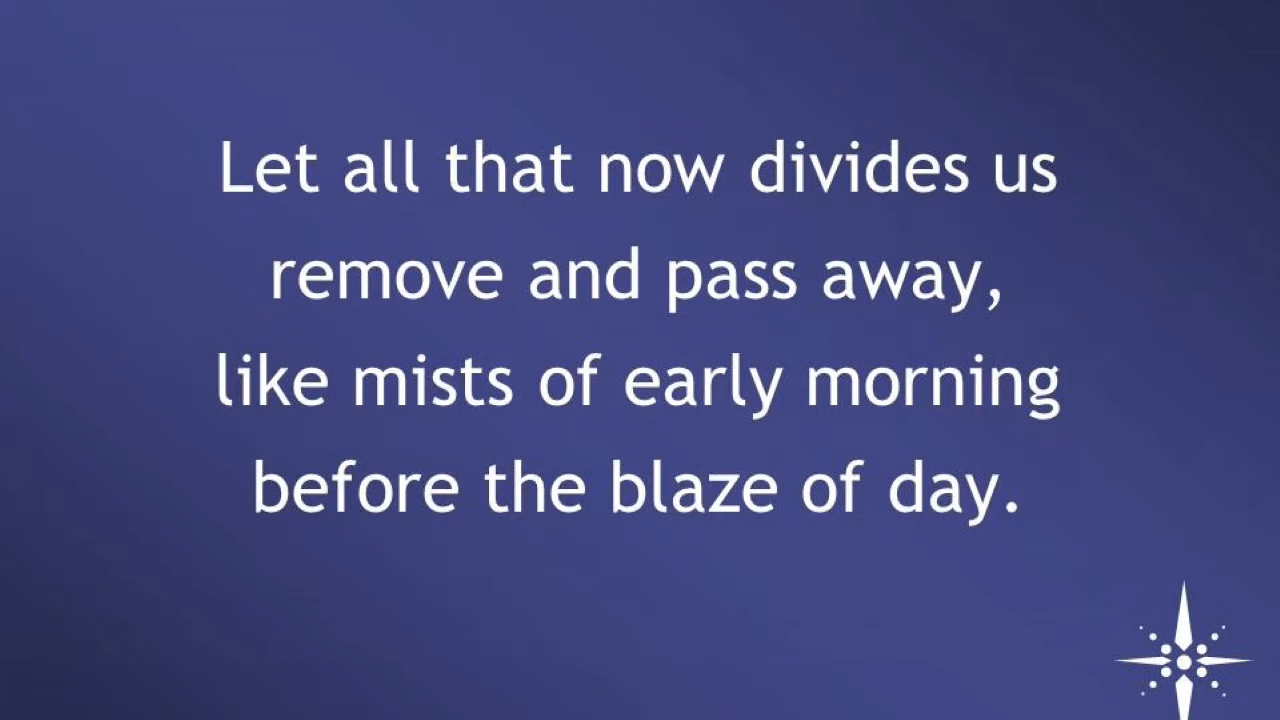 Let all that now divides us
remove and pass away,
like mists of early morning
before the blaze of day.